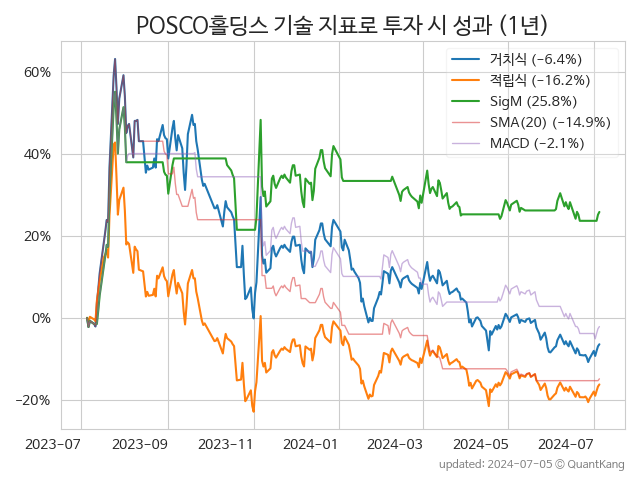 POSCO홀딩스 기술 지표로 투자 시 성과 (1년)
거치식 (−6.4%)
적립식 (−16.2%)
SigM (25.8%)
SMA(20) (−14.9%)
MACD (−2.1%)
60%
40%
20%
0%
−20%
2023-07
2023-09
2023-11
2024-01
2024-03
2024-05
2024-07
updated: 2024-07-05 © QuantKang